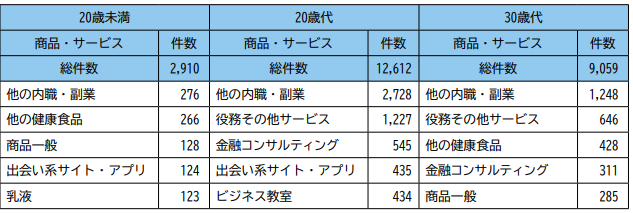 20歳未満 20歳代 30歳代
商品・サービス 件数 商品・サービス 件数 商品・サービス 件数
総件数 2,910 総件数 12,612 総件数 9,059
他の内職・副業 276 他の内職・副業 2,728 他の内職・副業 1,248
他の健康食品 266 役務その他サービス 1,227 役務その他サービス 646
商品一般 128 金融コンサルティング 545 他の健康食品 428
出会い系サイト・アプリ 124 出会い系サイト・アプリ 435 金融コンサルティング 311
乳液 123 ビジネス教室 434 商品一般 285